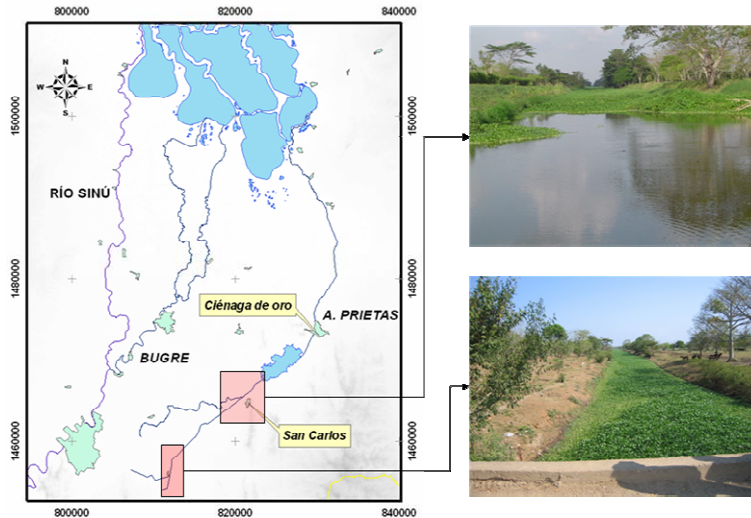 800000 820000 840000
N
W E
S
1500000 1500000
RÍO SINÚ
1480000 1480000
Ciénaga de oro
A. PRIETAS
BUGRE
San Carlos
1460000 1460000
800000 820000 840000